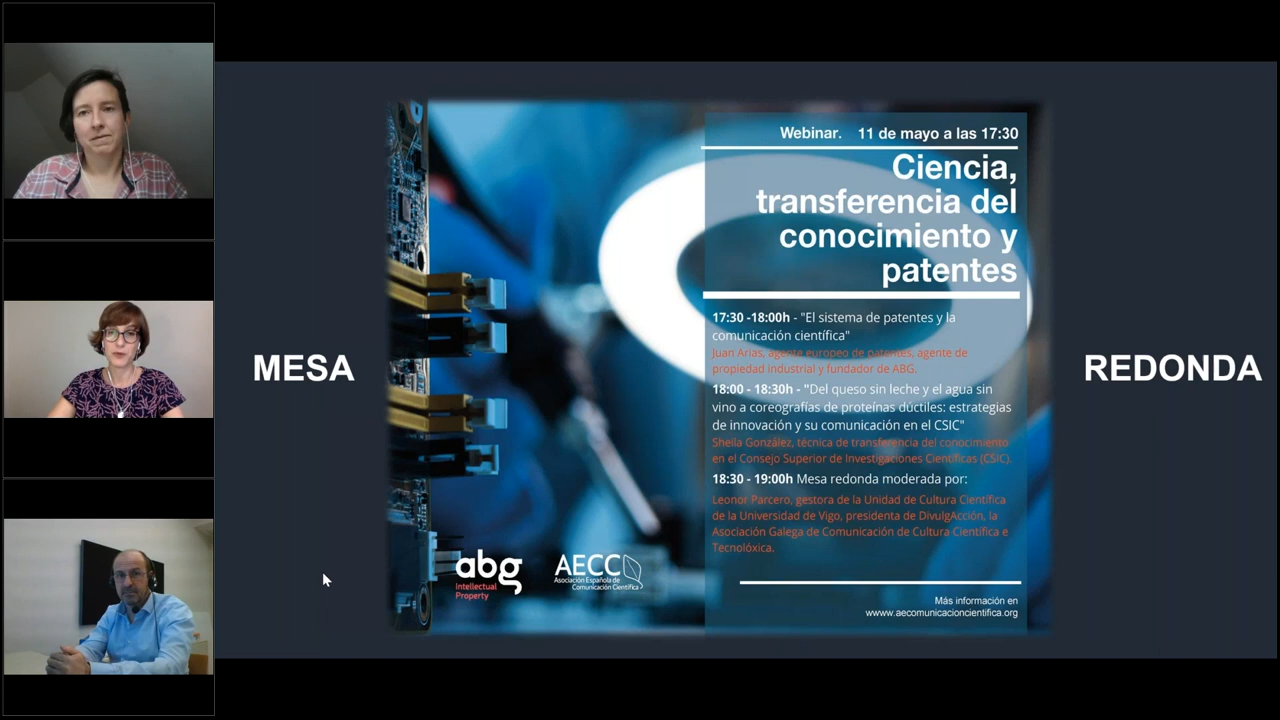 MESA
REDONDA
Webinar. 11 de mayo a las 17:30
Ciencia,
transferencia del
conocimiento y
patentes
17:30 -18:00h - "El sistema de patentes y la
comunicación científica"
Juan Arias, agente europeo de patentes, agente de
propiedad industrial y fundador de ABG.
18:00 - 18:30h - "Del queso sin leche y el agua sin
vino a coreografías de proteínas dúctiles: estrategias
de innovación y su comunicación en el CSIC"
Sheila González, técnica de transferencia del conocimiento
en el Consejo Superior de Investigaciones Científicas (CSIC).
18:30 - 19:00h Mesa redonda moderada por:
Leonor Parcero, gestora de la Unidad de Cultura Científica
de la Universidad de Vigo, presidenta de DivulgAcción, la
Asociación Galega de Comunicación de Cultura Científica e
Tecnolóxica.
abg
Intellectual
Property
AECC
Asociación Española de
Comunicación Científica
Más información en
www.aecomunicacioncientifica.org